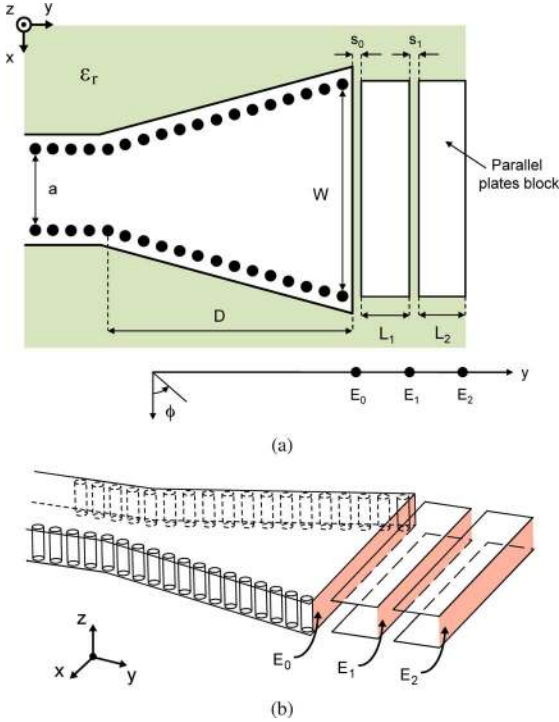 z y
x
εr
s0 s1
a
W
Parallel
plates block
D
L1 L2
y
E0 E1 E2
ϕ
(a)
z
x y
E0 E1 E2
(b)